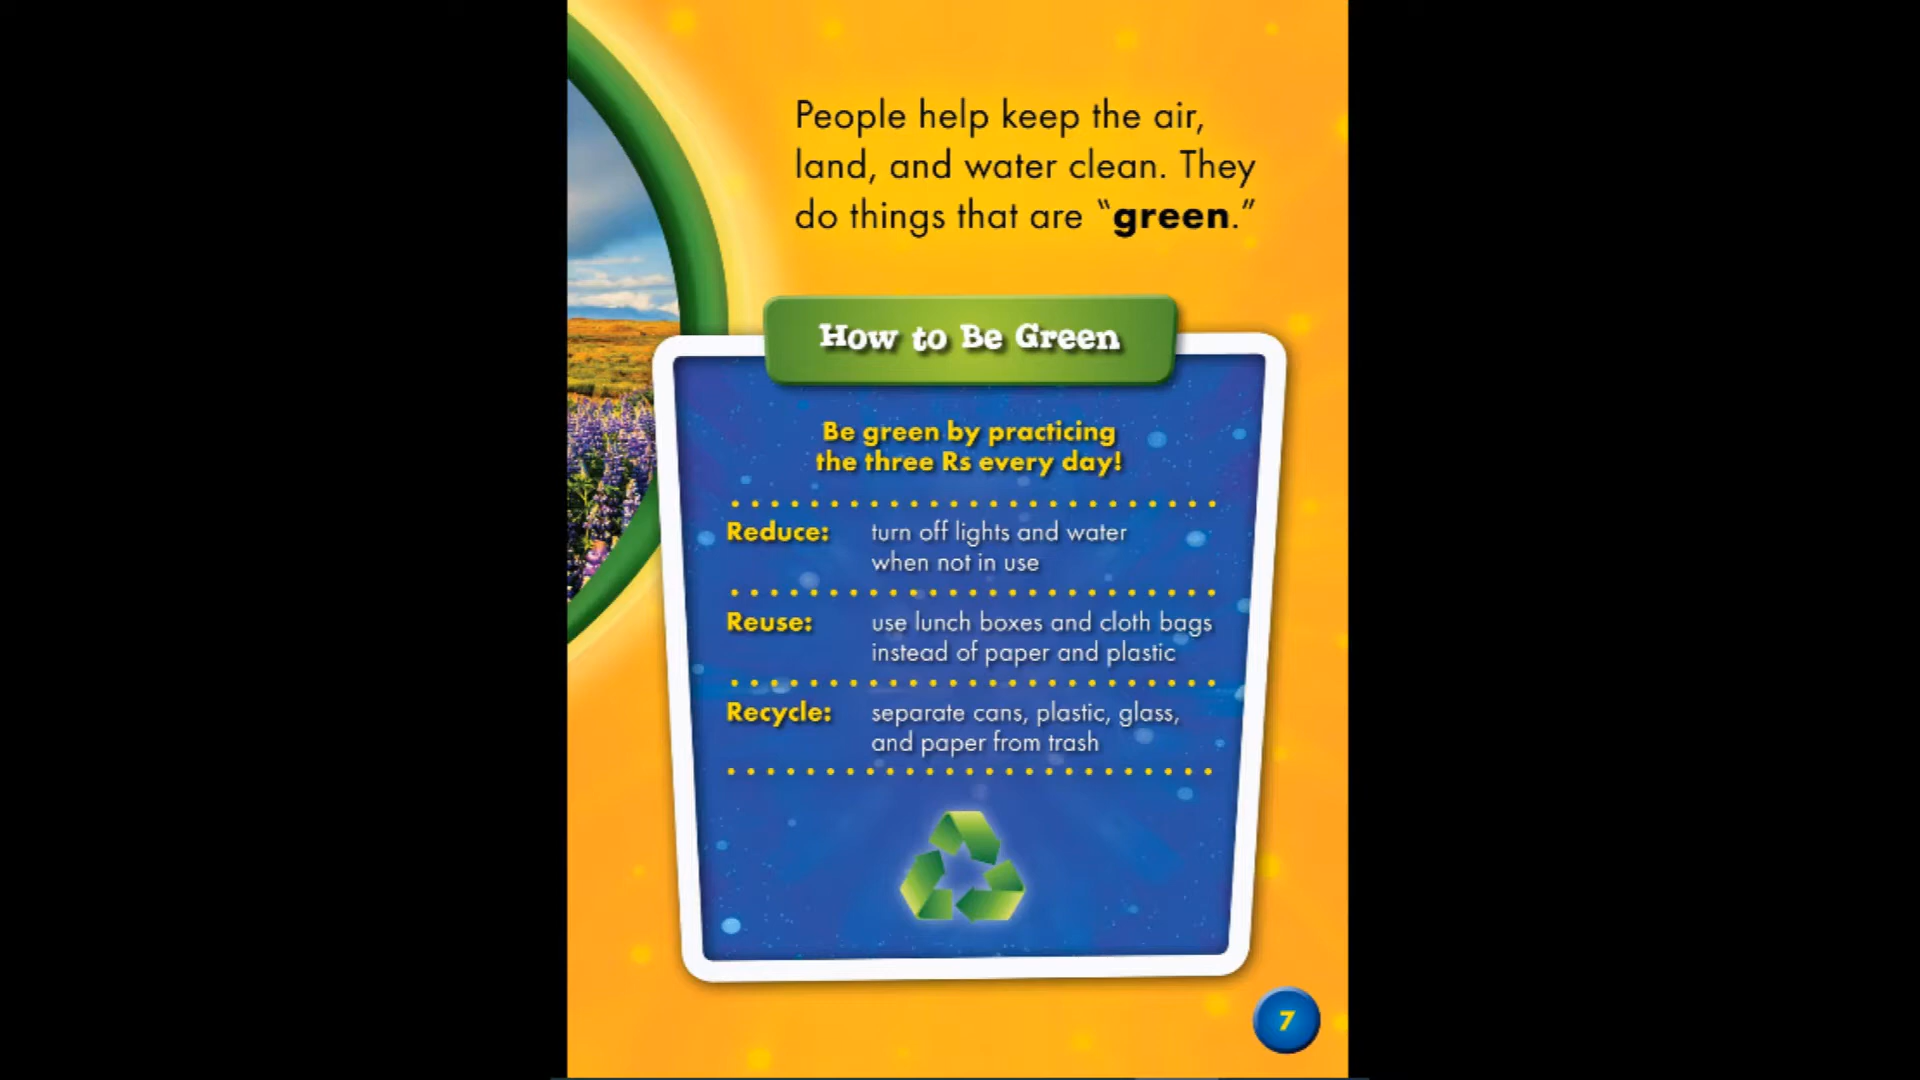 People help keep the air,
land, and water clean. They
do things that are “green.”
How to Be Green
Be green by practicing
the three Rs every day!
Reduce: turn off lights and water
when not in use
Reuse: use lunch boxes and cloth bags
instead of paper and plastic
Recycle: separate cans, plastic, glass,
and paper from trash
7